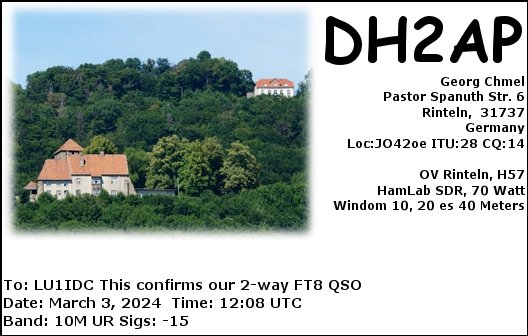 DH2AP
Georg Chmel
Pastor Spanuth Str. 6
Rinteln,  31737
Germany
Loc:JO42oe ITU:28 CQ:14
OV Rinteln, H57
HamLab SDR, 70 Watt
Windom 10, 20 es 40 Meters
To: LU1IDC This confirms our 2-way FT8 QSO
Date: March 3, 2024  Time: 12:08 UTC
Band: 10M UR Sigs: -15